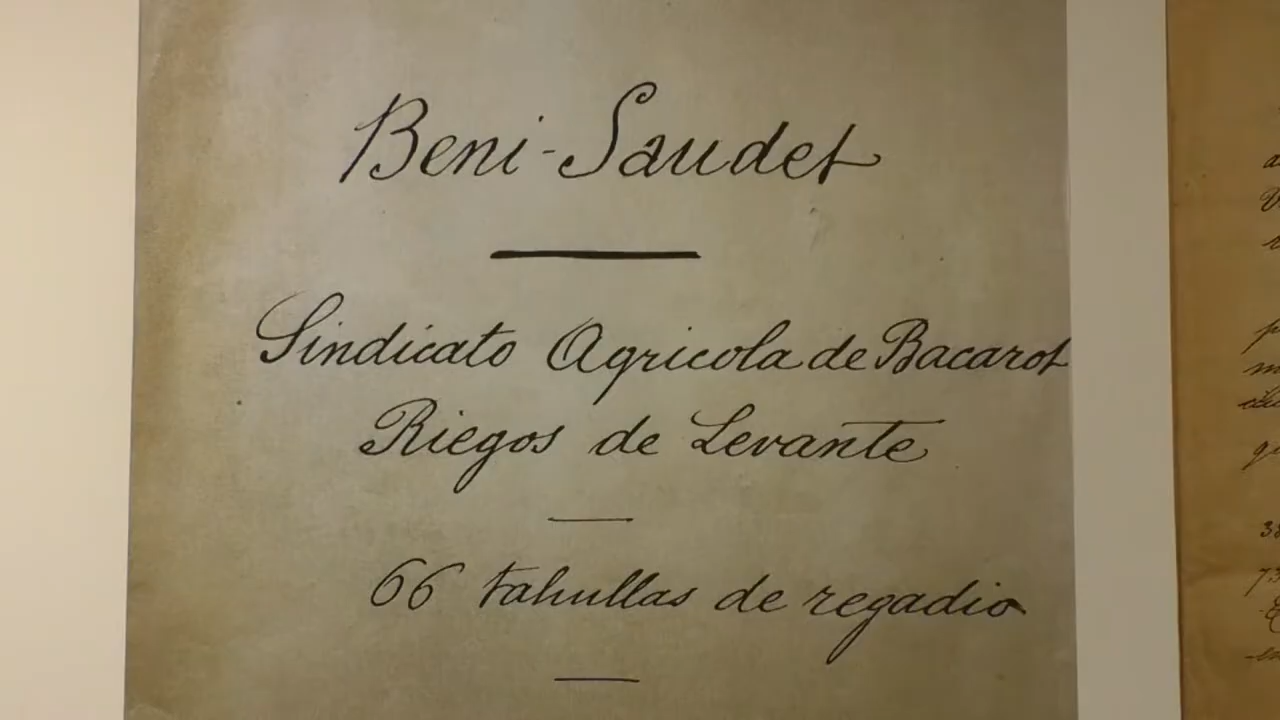 Beni-Saudet
Sindicato Agricola de Bacarot
Riegos de Levante
66 tahullas de regadio